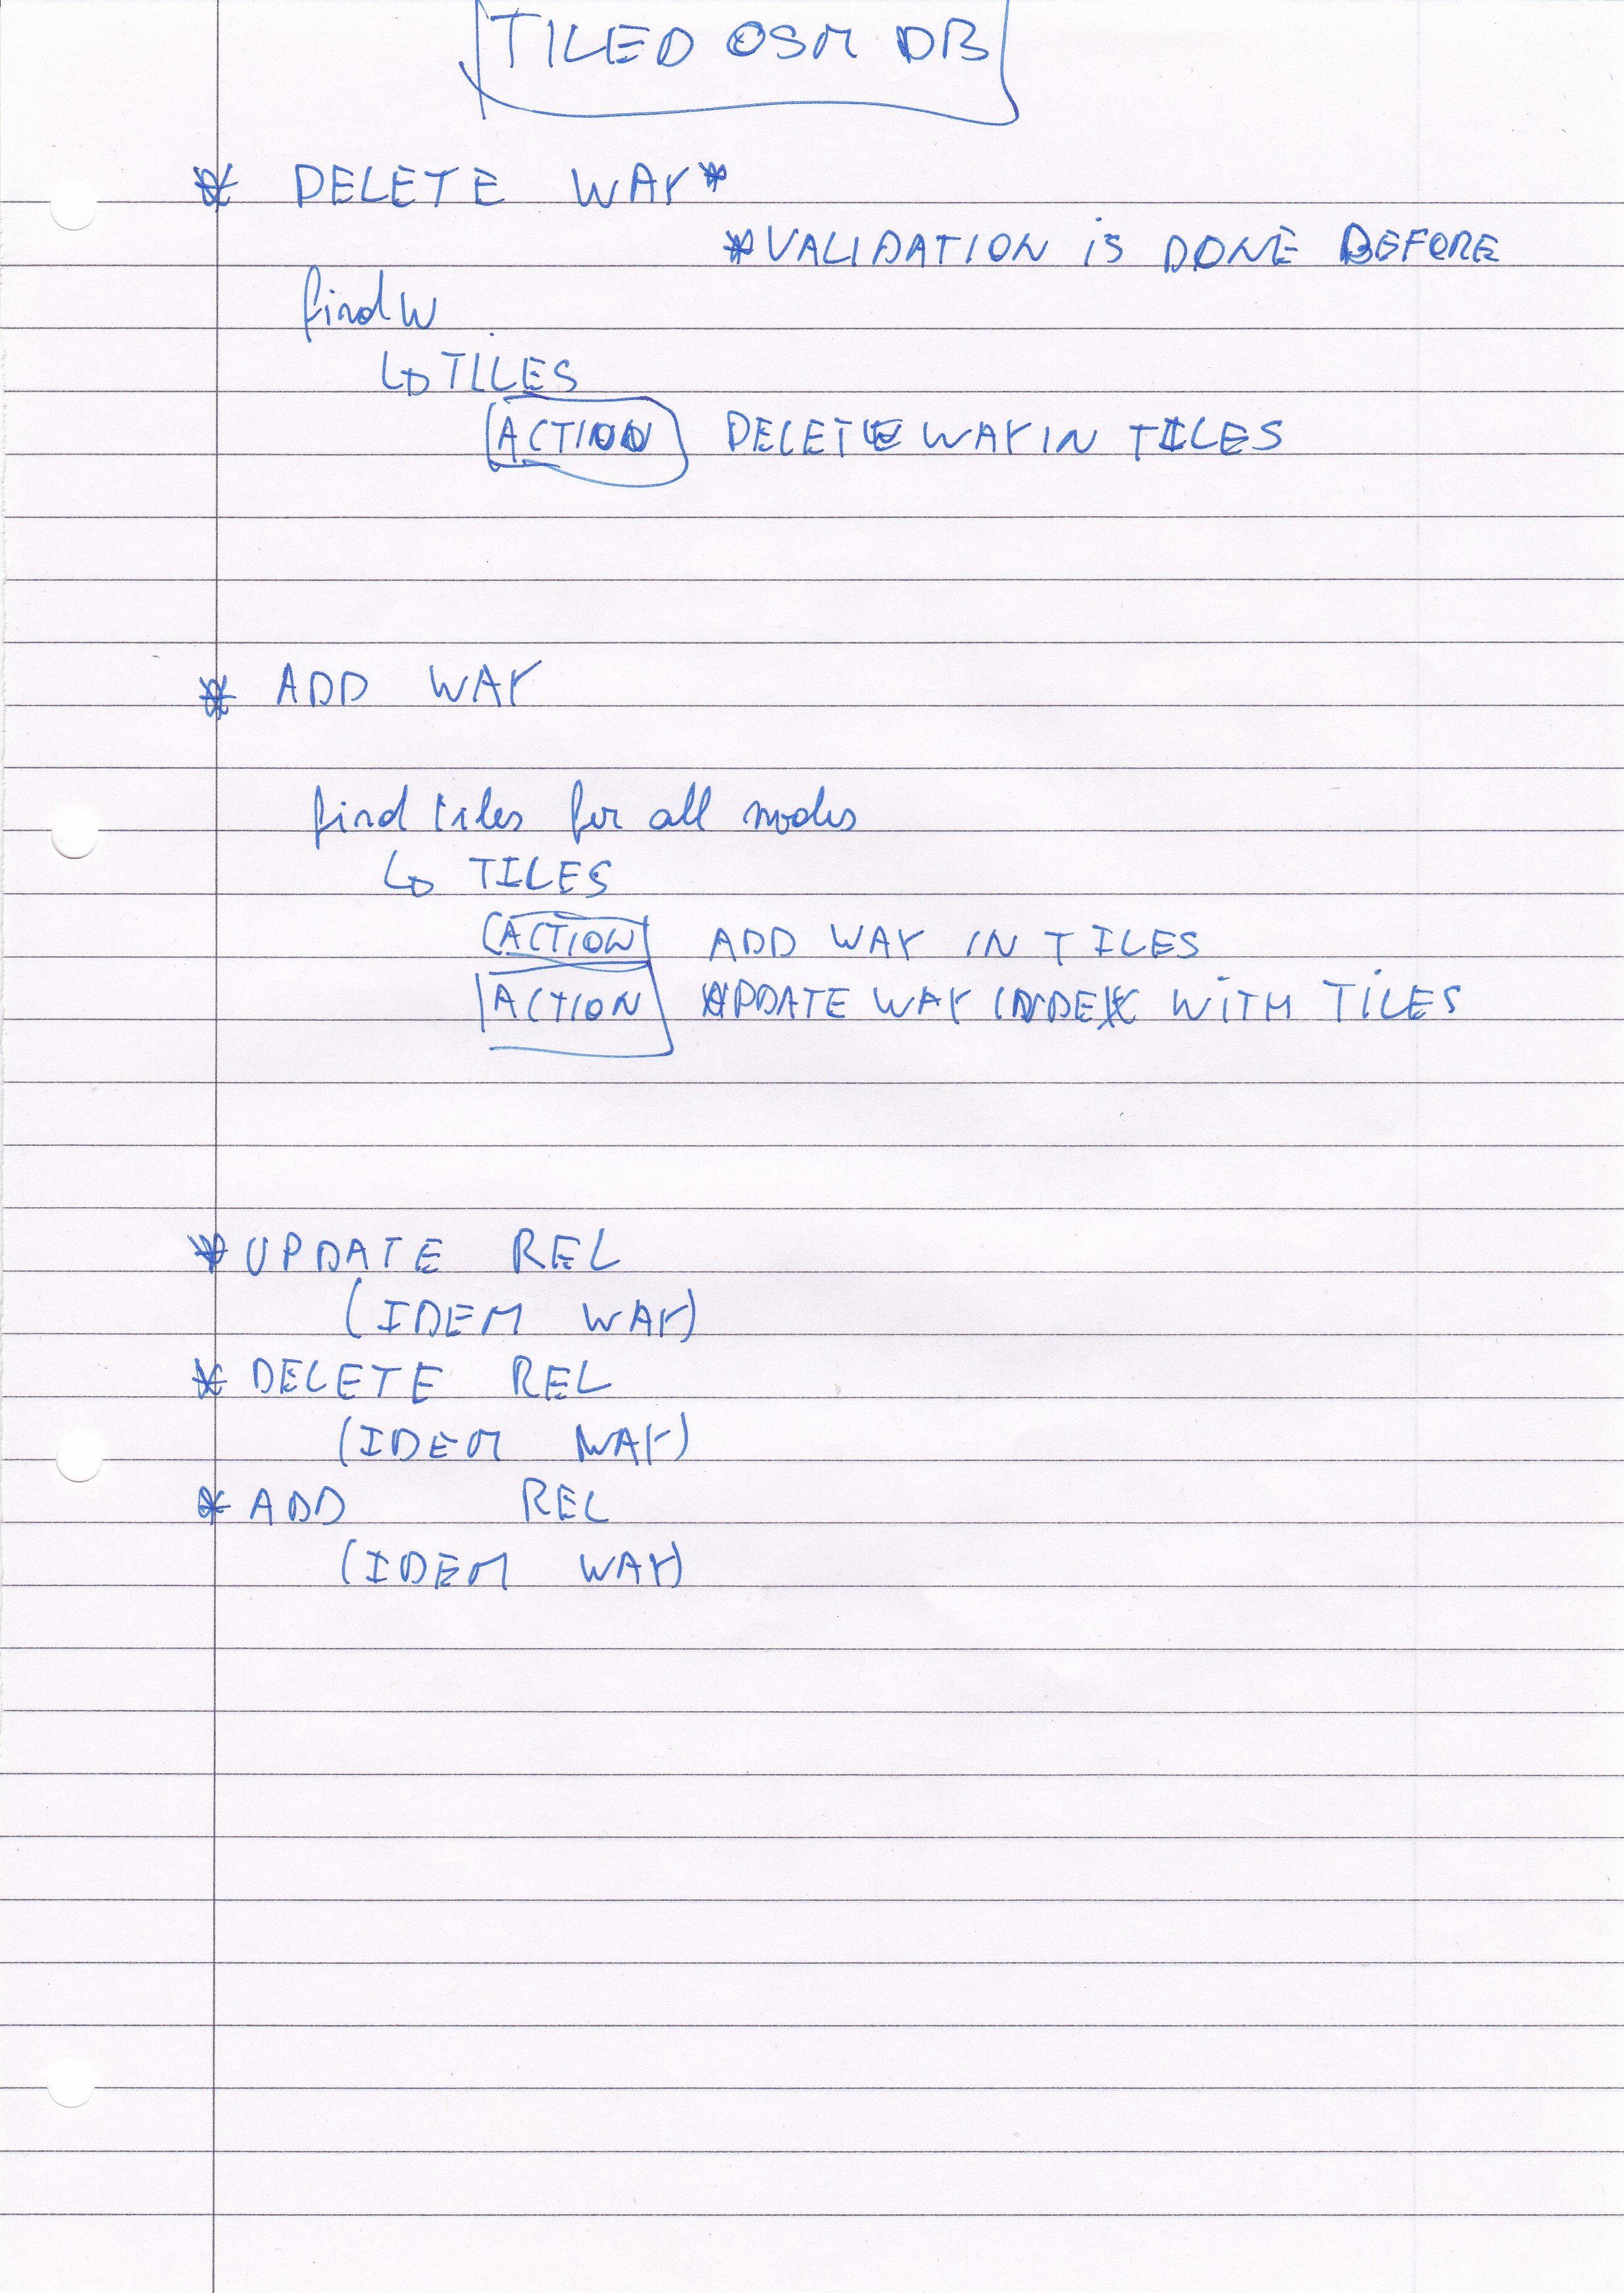 TILED OSM DB
* DELETE WAY*
*VALIDATION iS DONE BEFORE
find W
↳ TILES
ACTION DELETE WAY IN TILES
* ADD WAY
find tiles for all nodes
↳ TILES
ACTION ADD WAY IN TILES
ACTION UPDATE WAY INDEX WiTH TILES
* UPDATE REL
(IDEM WAY)
* DELETE REL
(IDEM WAY)
* ADD REL
(IDEM WAY)